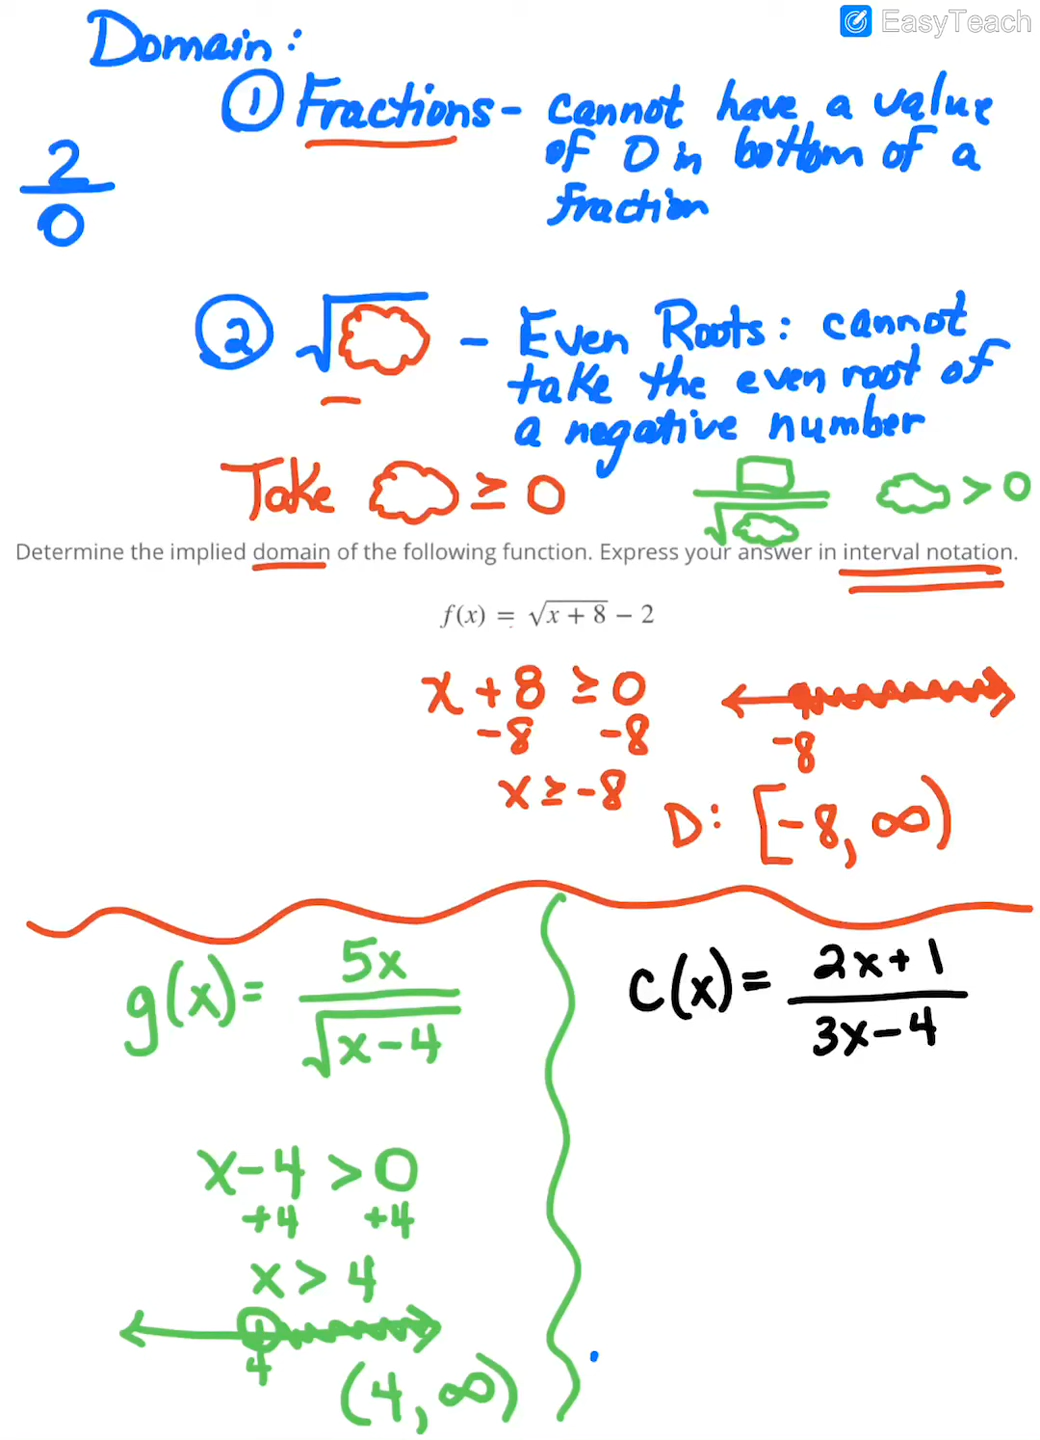 EasyTeach
Domain:
① Fractions - cannot have a value
of 0 in bottom of a
fraction
2
0
② √ - Even Roots: cannot
take the even root of
a negative number
Take ≥ 0
√ > 0
Determine the implied domain of the following function. Express your answer in interval notation.
f(x) = √x + 8 − 2
x + 8 ≥ 0
-8 -8
x ≥ -8
-8
D: [-8, ∞)
g(x) = 5x
√x-4
x-4 > 0
+4 +4
x > 4
4
(4, ∞)
c(x) = 2x+1
3x-4